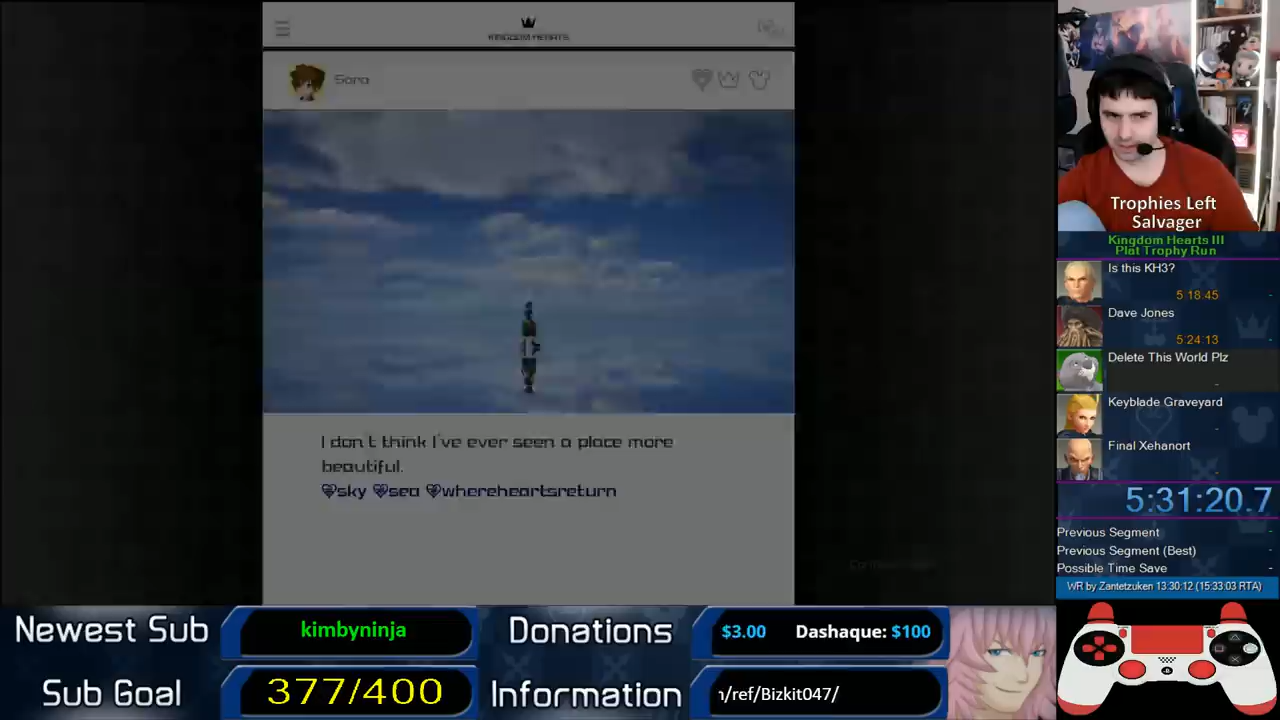 KINGDOM HEARTS
Sora
I don't think I've ever seen a place more
beautiful.
sky sea whereheartsreturn
Trophies Left
Salvager
Kingdom Hearts III
Plat Trophy Run
Is this KH3?
5:18:45 -
Dave Jones
5:24:13 -
Delete This World Plz
-
Keyblade Graveyard
-
Final Xehanort
-
5:31:20.7
Previous Segment -
Previous Segment (Best) -
Possible Time Save -
WR by Zantetzuken 13:30:12 (15:33:03 RTA)
Newest Sub
kimbyninja
Donations
$3.00 Dashaque: $100
Sub Goal
377/400
Information
/ref/Bizkit047/